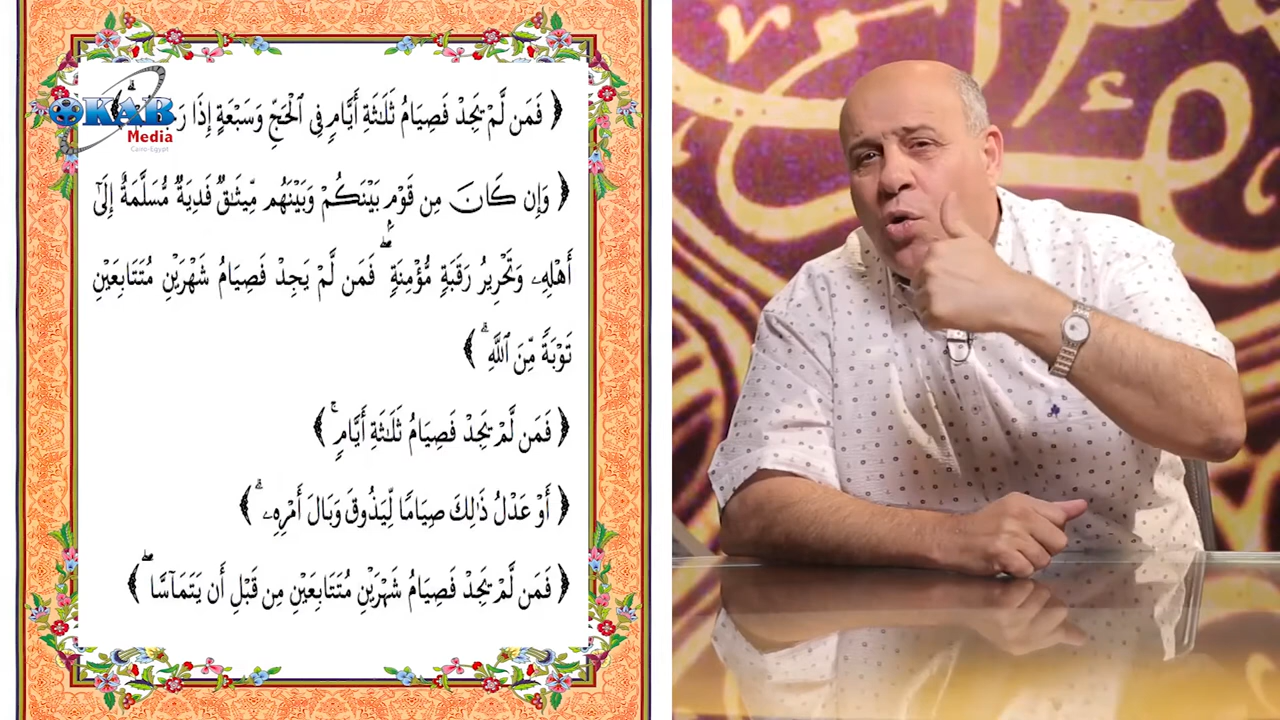 OKAB
Media
Cairo-Egypt
﴿ فَمَن لَّمْ يَجِدْ فَصِيَامُ ثَلَٰثَةِ أَيَّامٍ فِي ٱلْحَجِّ وَسَبْعَةٍ إِذَا
﴿ وَإِن كَانَ مِن قَوْمٍۭ بَيْنَكُمْ وَبَيْنَهُم مِّيثَٰقٌ فَدِيَةٌ مُّسَلَّمَةٌ إِلَىٰٓ
أَهْلِهِۦ وَتَحْرِيرُ رَقَبَةٍ مُّؤْمِنَةٍ ۖ فَمَن لَّمْ يَجِدْ فَصِيَامُ شَهْرَيْنِ مُتَتَابِعَيْنِ
تَوْبَةً مِّنَ ٱللَّهِ ۗ ﴾
﴿ فَمَن لَّمْ يَجِدْ فَصِيَامُ ثَلَٰثَةِ أَيَّامٍ ۚ ﴾
﴿ أَوْ عَدْلُ ذَٰلِكَ صِيَامًا لِّيَذُوقَ وَبَالَ أَمْرِهِۦ ۗ ﴾
﴿ فَمَن لَّمْ يَجِدْ فَصِيَامُ شَهْرَيْنِ مُتَتَابِعَيْنِ مِن قَبْلِ أَن يَتَمَآسَّا ۖ ﴾